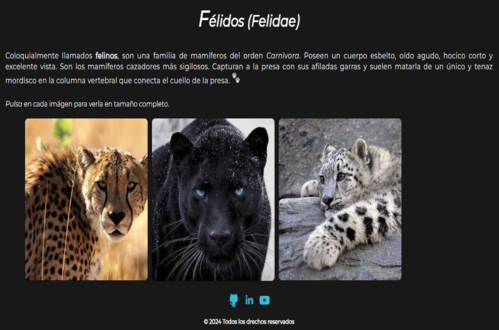 Félidos (Felidae)
Coloquialmente llamados felinos, son una familia de mamíferos del orden Carnivora. Poseen un cuerpo esbelto, oído agudo, hocico corto y
excelente vista. Son los mamíferos cazadores más sigilosos. Capturan a la presa con sus afiladas garras y suelen matarla de un único y tenaz
mordisco en la columna vertebral que conecta el cuello de la presa.
Pulsa en cada imágen para verla en tamaño completo.
in
© 2024 Todos los drechos reservados